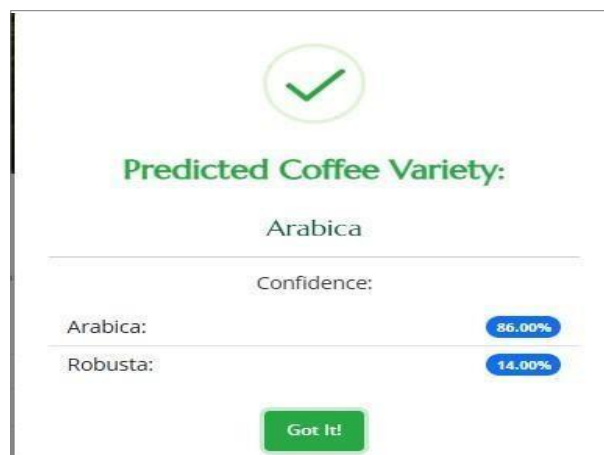 Predicted Coffee Variety:
Arabica
Confidence:
Arabica: 86.00%
Robusta: 14.00%
Got It!